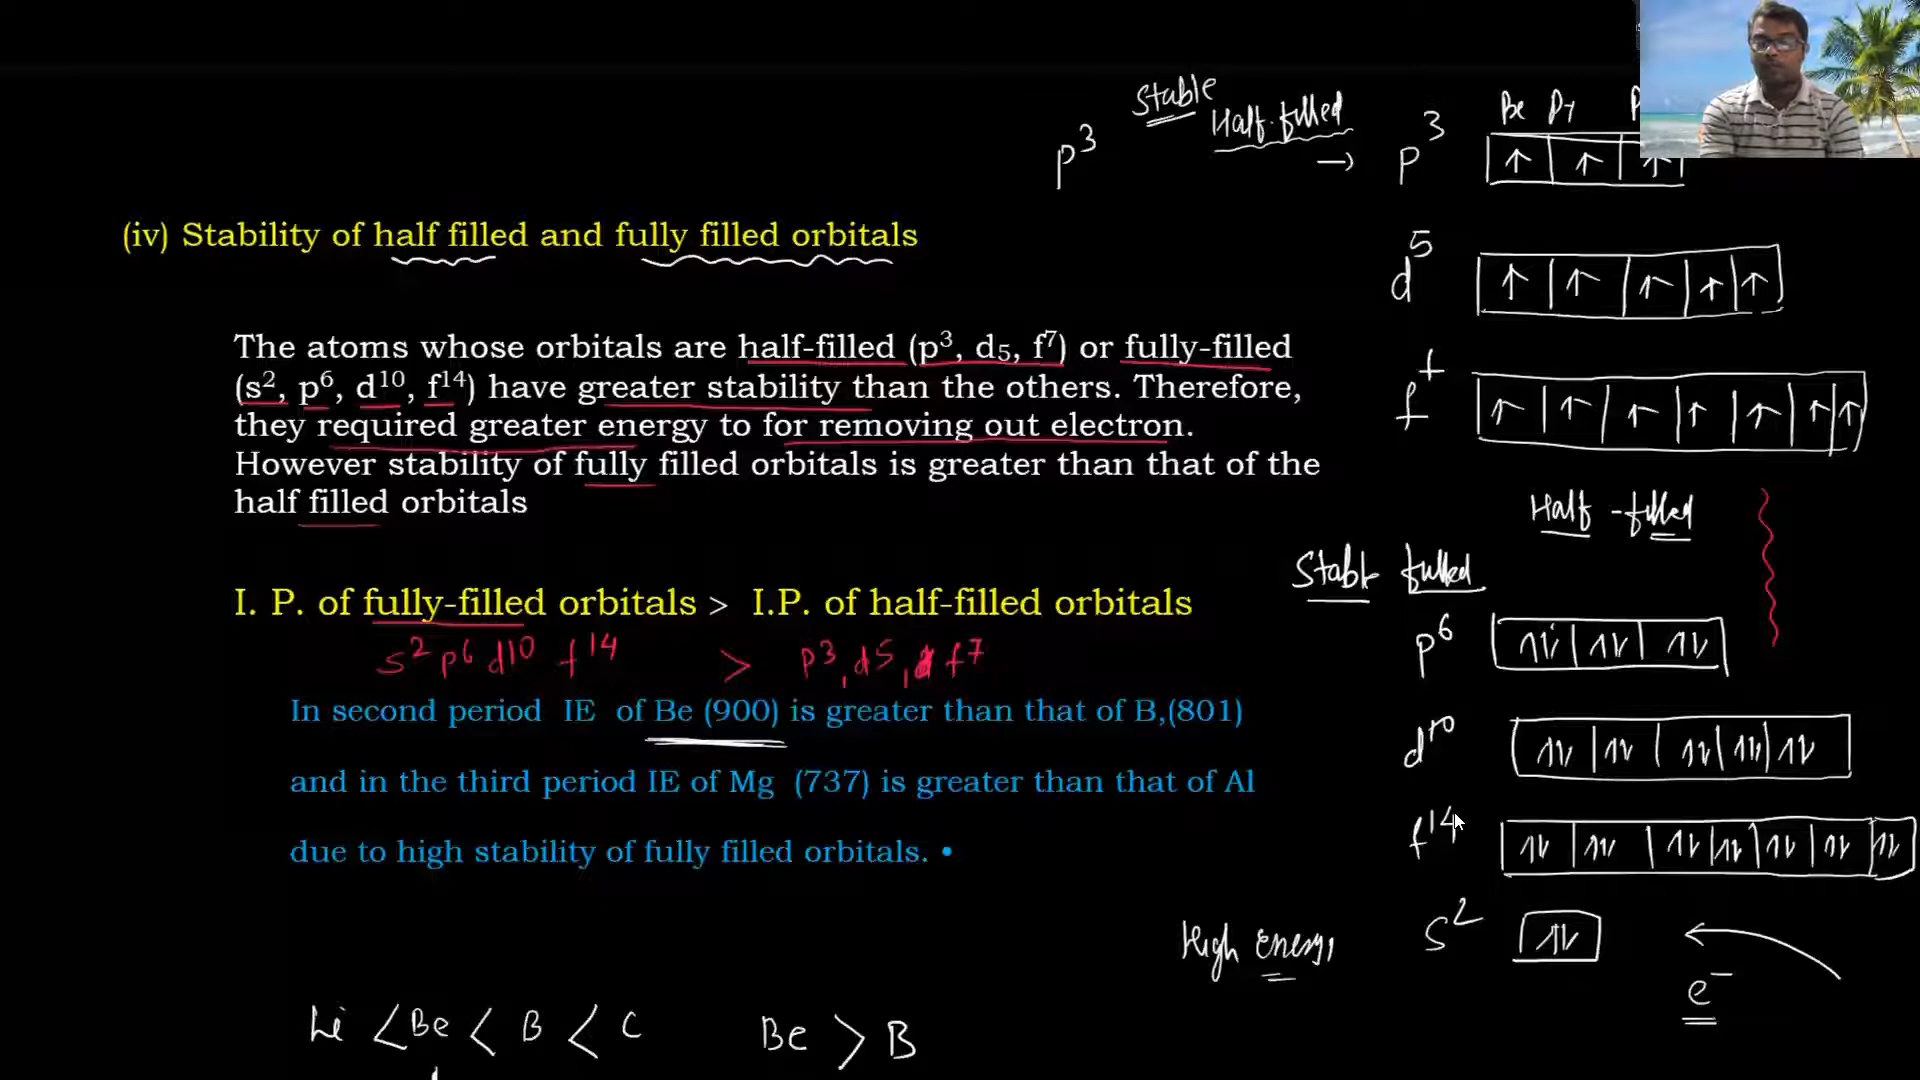 (iv) Stability of half filled and fully filled orbitals
The atoms whose orbitals are half-filled (p³, d₅, f⁷) or fully-filled
(s², p⁶, d¹⁰, f¹⁴) have greater stability than the others. Therefore,
they required greater energy to for removing out electron.
However stability of fully filled orbitals is greater than that of the
half filled orbitals
I. P. of fully-filled orbitals > I.P. of half-filled orbitals
s² p⁶ d¹⁰ f¹⁴ > p³, d⁵, f⁷
In second period IE of Be (900) is greater than that of B,(801)
and in the third period IE of Mg (737) is greater than that of Al
due to high stability of fully filled orbitals. •
Li < Be < B < C Be > B
Stable
Half-filled
p³ → p³
↑ ↑ ↑
d⁵ ↑ ↑ ↑ ↑ ↑
f ↑ ↑ ↑ ↑ ↑ ↑ ↑
Half-filled
p⁶ ↑↓ ↑↓ ↑↓
d¹⁰ ↑↓ ↑↓ ↑↓ ↑↓ ↑↓
f¹⁴ ↑↓ ↑↓ ↑↓ ↑↓ ↑↓ ↑↓ ↑↓
High Energy s² ↑↓
e⁻